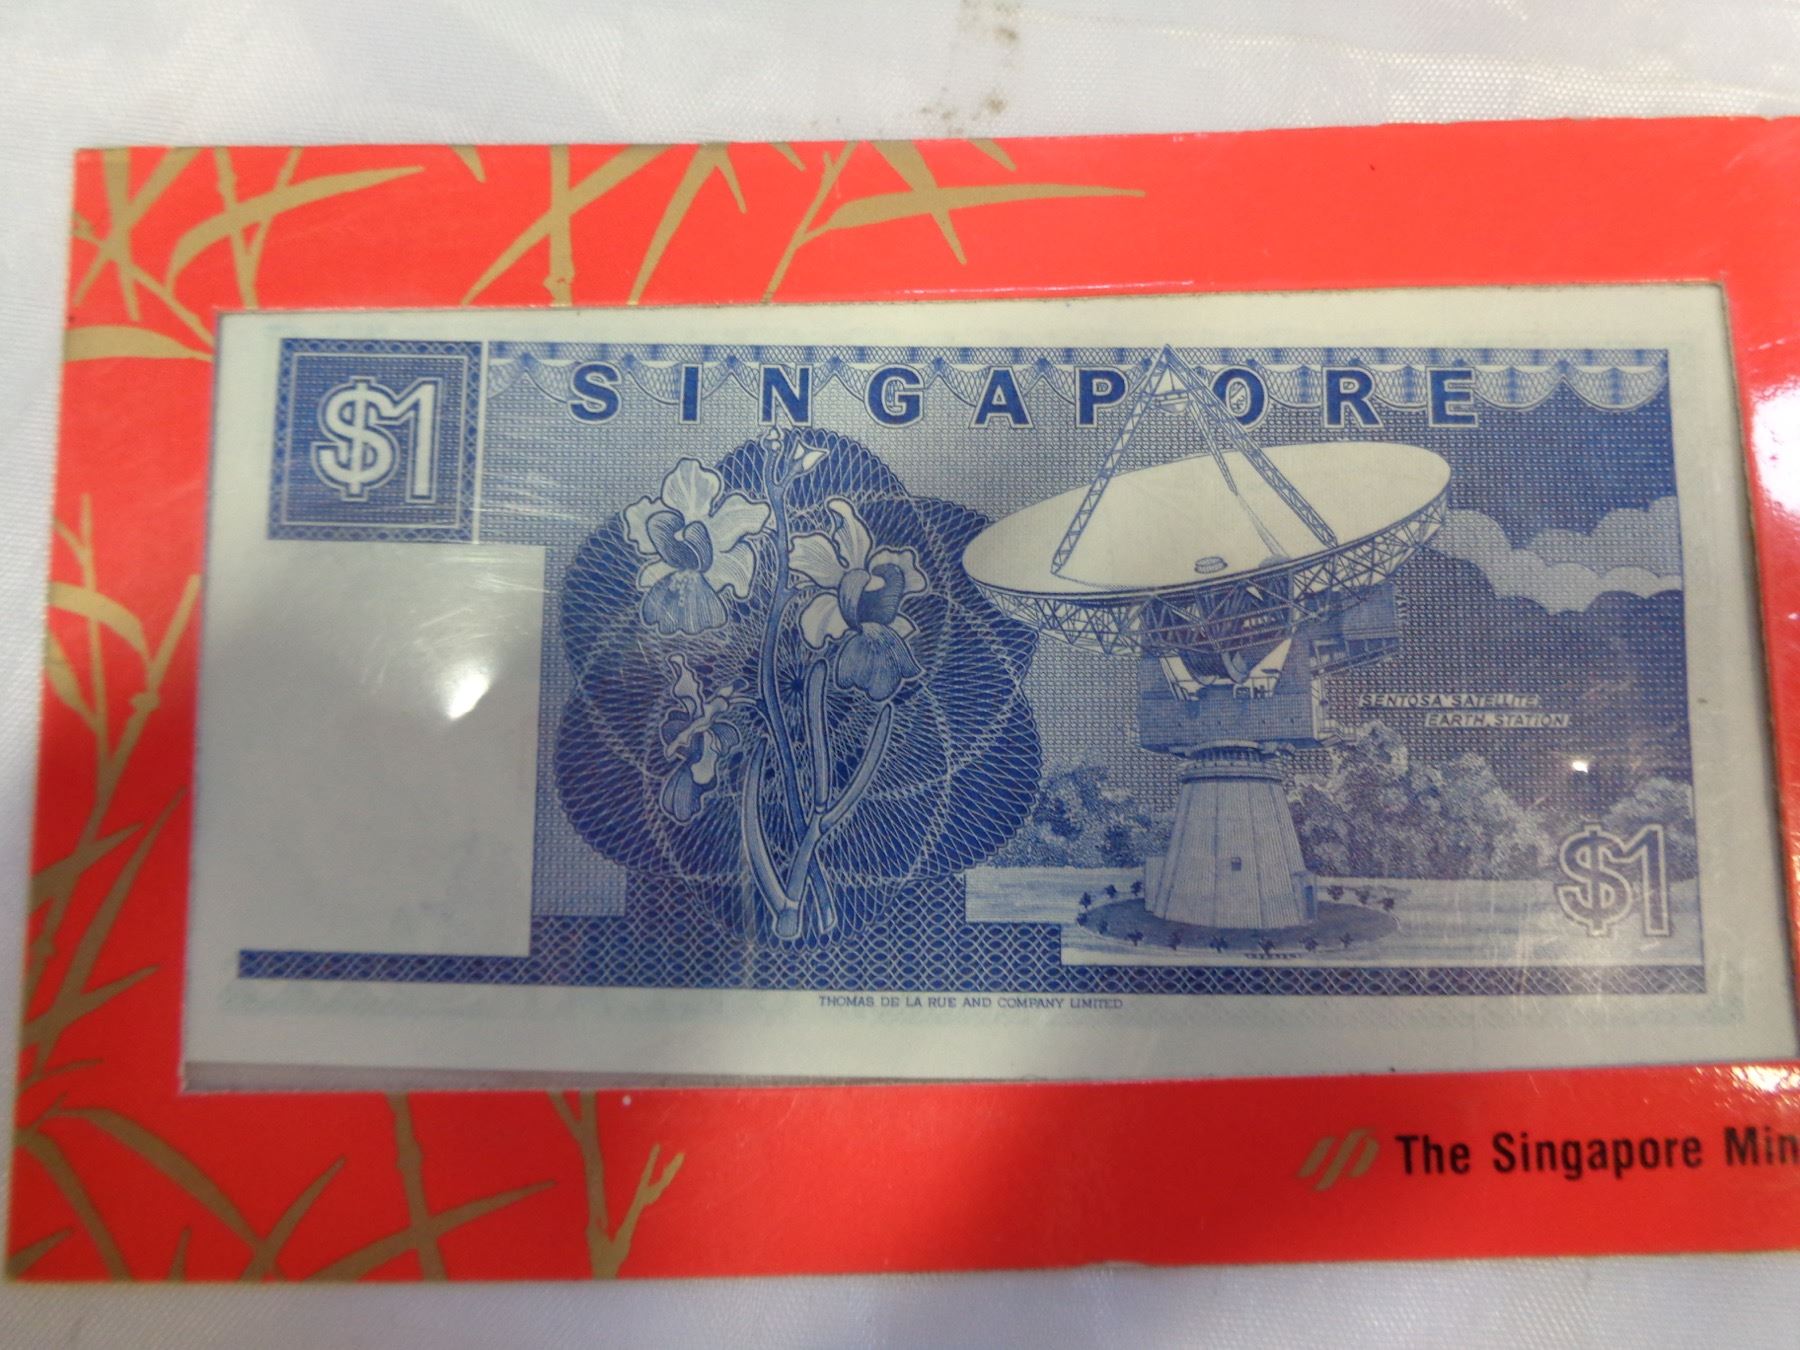 $1
SINGAPORE
SENTOSA SATELLITE
EARTH STATION
$1
THOMAS DE LA RUE AND COMPANY LIMITED
The Singapore Min